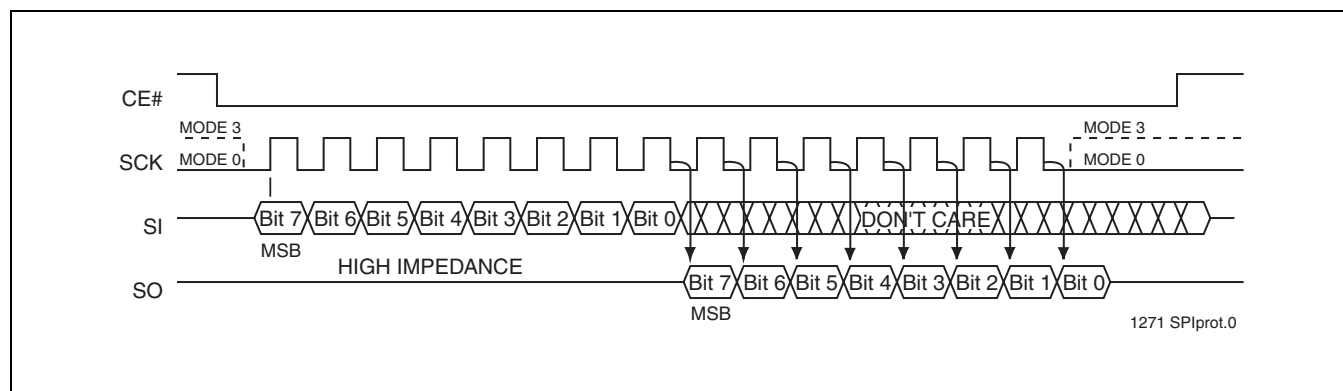 CE#
MODE 3 MODE 3
SCK MODE 0 MODE 0
SI Bit 7 Bit 6 Bit 5 Bit 4 Bit 3 Bit 2 Bit 1 Bit 0 DON'T CARE
MSB
HIGH IMPEDANCE
SO Bit 7 Bit 6 Bit 5 Bit 4 Bit 3 Bit 2 Bit 1 Bit 0
MSB
1271 SPIprot.0